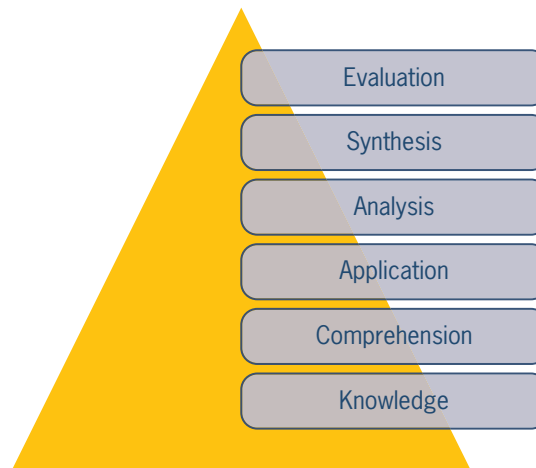 Evaluation
Synthesis
Analysis
Application
Comprehension
Knowledge